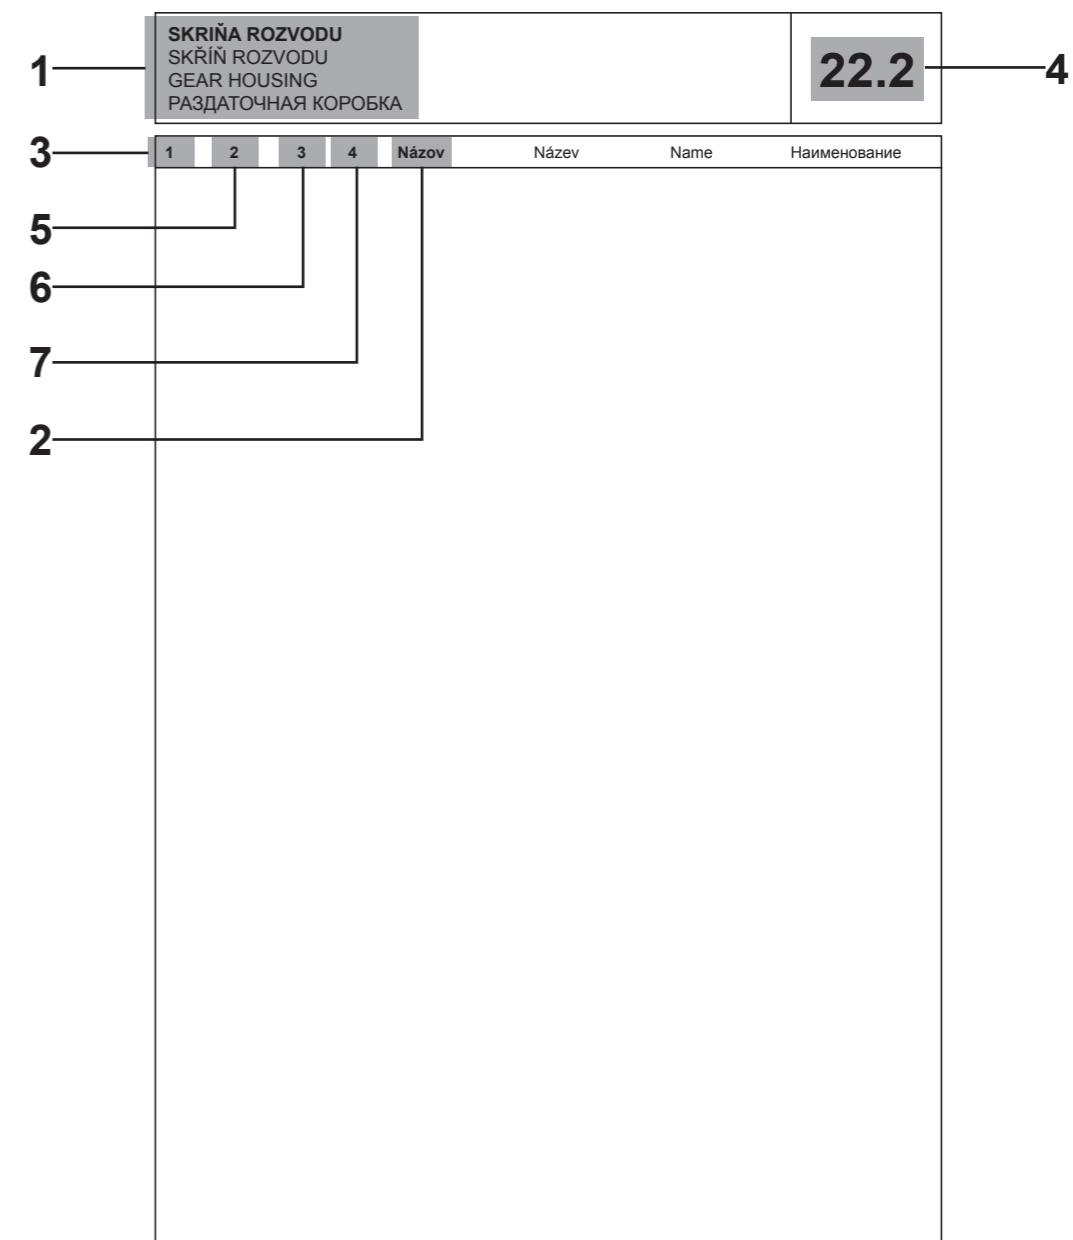 SKRIŇA ROZVODU
SKŘÍŇ ROZVODU
GEAR HOUSING
РАЗДАТОЧНАЯ КОРОБКА
1
22.2
4
3
1 2 3 4 Názov Název Name Наименование
5
6
7
2